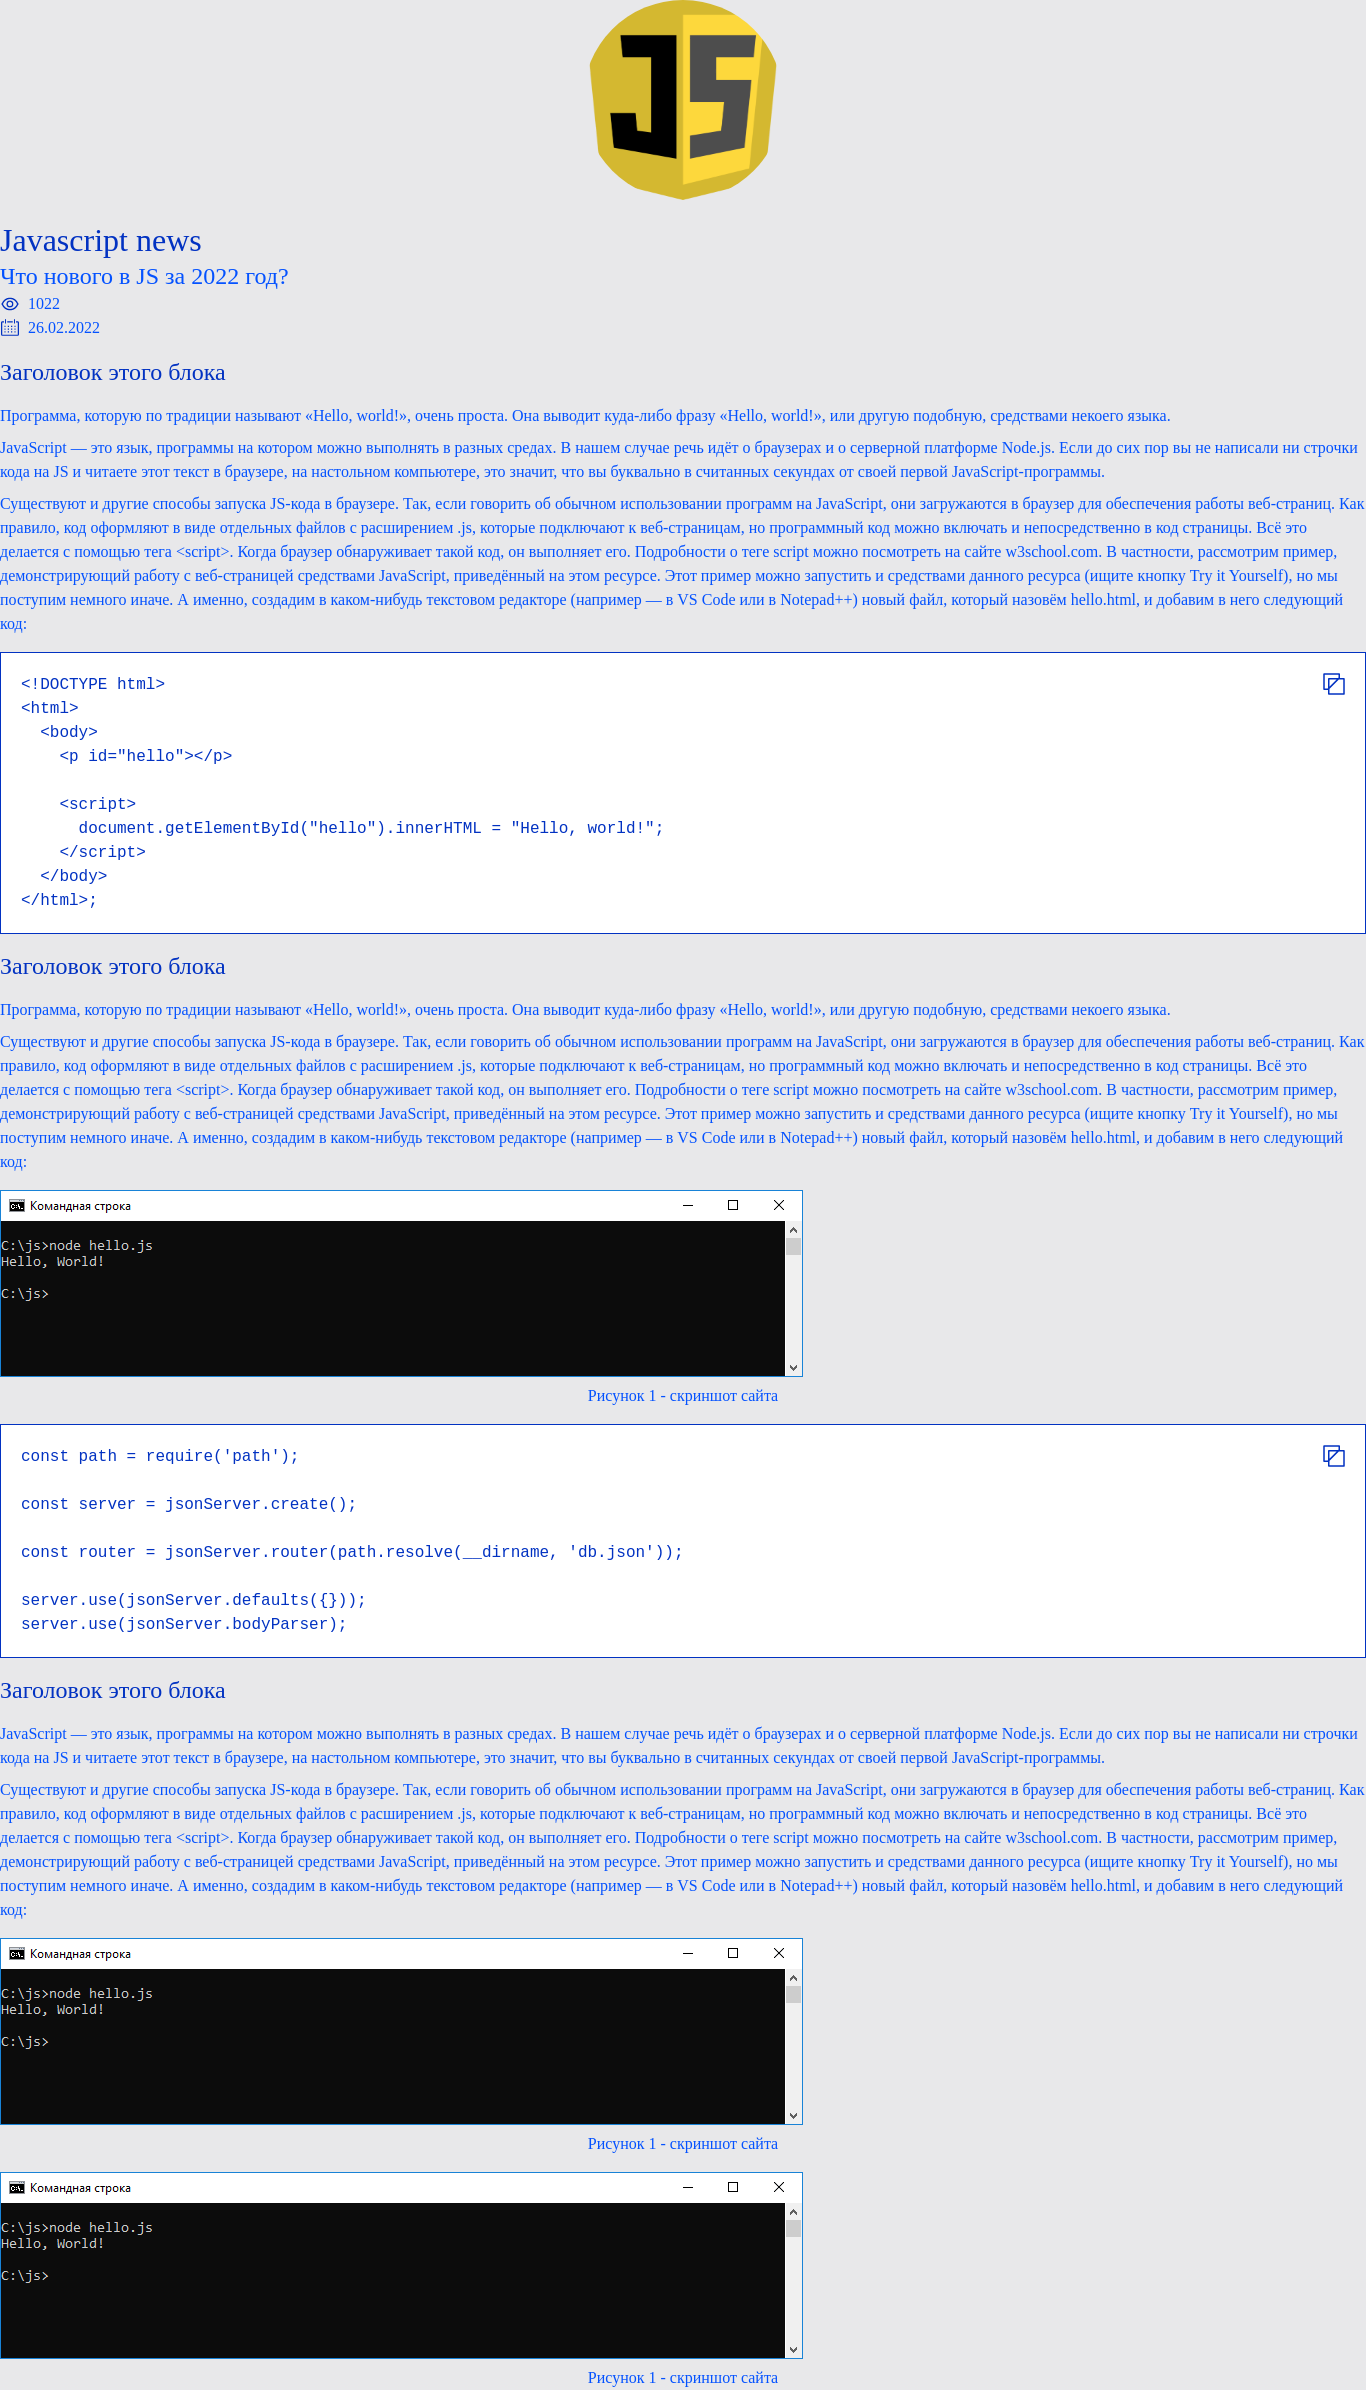 JS
Javascript news
Что нового в JS за 2022 год?
1022
26.02.2022
Заголовок этого блока
Программа, которую по традиции называют «Hello, world!», очень проста. Она выводит куда-либо фразу «Hello, world!», или другую подобную, средствами некоего языка.
JavaScript — это язык, программы на котором можно выполнять в разных средах. В нашем случае речь идёт о браузерах и о серверной платформе Node.js. Если до сих пор вы не написали ни строчки
кода на JS и читаете этот текст в браузере, на настольном компьютере, это значит, что вы буквально в считанных секундах от своей первой JavaScript-программы.
Существуют и другие способы запуска JS-кода в браузере. Так, если говорить об обычном использовании программ на JavaScript, они загружаются в браузер для обеспечения работы веб-страниц. Как
правило, код оформляют в виде отдельных файлов с расширением .js, которые подключают к веб-страницам, но программный код можно включать и непосредственно в код страницы. Всё это
делается с помощью тега <script>. Когда браузер обнаруживает такой код, он выполняет его. Подробности о теге script можно посмотреть на сайте w3school.com. В частности, рассмотрим пример,
демонстрирующий работу с веб-страницей средствами JavaScript, приведённый на этом ресурсе. Этот пример можно запустить и средствами данного ресурса (ищите кнопку Try it Yourself), но мы
поступим немного иначе. А именно, создадим в каком-нибудь текстовом редакторе (например — в VS Code или в Notepad++) новый файл, который назовём hello.html, и добавим в него следующий
код:
<!DOCTYPE html>
<html>
  <body>
    <p id="hello"></p>

    <script>
      document.getElementById("hello").innerHTML = "Hello, world!";
    </script>
  </body>
</html>;
Заголовок этого блока
Программа, которую по традиции называют «Hello, world!», очень проста. Она выводит куда-либо фразу «Hello, world!», или другую подобную, средствами некоего языка.
Существуют и другие способы запуска JS-кода в браузере. Так, если говорить об обычном использовании программ на JavaScript, они загружаются в браузер для обеспечения работы веб-страниц. Как
правило, код оформляют в виде отдельных файлов с расширением .js, которые подключают к веб-страницам, но программный код можно включать и непосредственно в код страницы. Всё это
делается с помощью тега <script>. Когда браузер обнаруживает такой код, он выполняет его. Подробности о теге script можно посмотреть на сайте w3school.com. В частности, рассмотрим пример,
демонстрирующий работу с веб-страницей средствами JavaScript, приведённый на этом ресурсе. Этот пример можно запустить и средствами данного ресурса (ищите кнопку Try it Yourself), но мы
поступим немного иначе. А именно, создадим в каком-нибудь текстовом редакторе (например — в VS Code или в Notepad++) новый файл, который назовём hello.html, и добавим в него следующий
код:
Командная строка
C:\js>node hello.js
Hello, World!
C:\js>
Рисунок 1 - скриншот сайта
const path = require('path');

const server = jsonServer.create();

const router = jsonServer.router(path.resolve(__dirname, 'db.json'));

server.use(jsonServer.defaults({}));
server.use(jsonServer.bodyParser);
Заголовок этого блока
JavaScript — это язык, программы на котором можно выполнять в разных средах. В нашем случае речь идёт о браузерах и о серверной платформе Node.js. Если до сих пор вы не написали ни строчки
кода на JS и читаете этот текст в браузере, на настольном компьютере, это значит, что вы буквально в считанных секундах от своей первой JavaScript-программы.
Существуют и другие способы запуска JS-кода в браузере. Так, если говорить об обычном использовании программ на JavaScript, они загружаются в браузер для обеспечения работы веб-страниц. Как
правило, код оформляют в виде отдельных файлов с расширением .js, которые подключают к веб-страницам, но программный код можно включать и непосредственно в код страницы. Всё это
делается с помощью тега <script>. Когда браузер обнаруживает такой код, он выполняет его. Подробности о теге script можно посмотреть на сайте w3school.com. В частности, рассмотрим пример,
демонстрирующий работу с веб-страницей средствами JavaScript, приведённый на этом ресурсе. Этот пример можно запустить и средствами данного ресурса (ищите кнопку Try it Yourself), но мы
поступим немного иначе. А именно, создадим в каком-нибудь текстовом редакторе (например — в VS Code или в Notepad++) новый файл, который назовём hello.html, и добавим в него следующий
код:
Командная строка
C:\js>node hello.js
Hello, World!
C:\js>
Рисунок 1 - скриншот сайта
Командная строка
C:\js>node hello.js
Hello, World!
C:\js>
Рисунок 1 - скриншот сайта